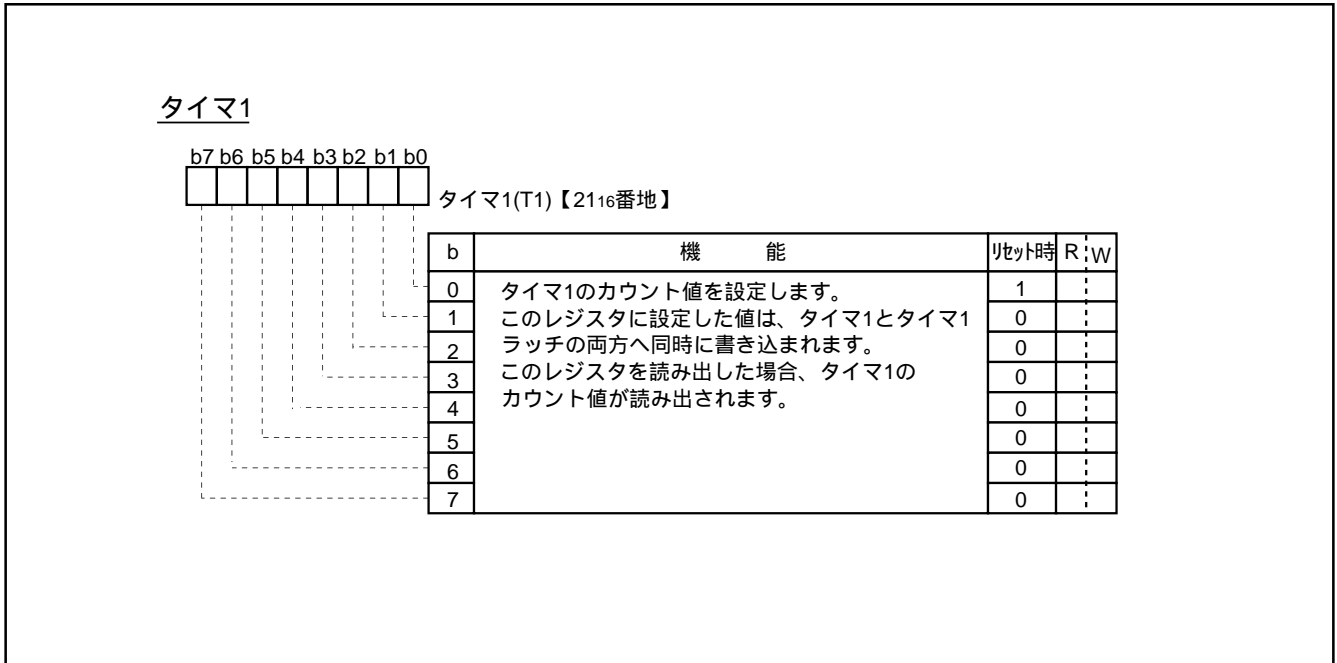 タイマ1
b7 b6 b5 b4 b3 b2 b1 b0
タイマ1(T1)【2116番地】
b 機 能 ﾘｾｯﾄ時 R W
0 タイマ1のカウント値を設定します。 1
1 このレジスタに設定した値は、タイマ1とタイマ1 0
2 ラッチの両方へ同時に書き込まれます。 0
3 このレジスタを読み出した場合、タイマ1の 0
4 カウント値が読み出されます。 0
5 0
6 0
7 0